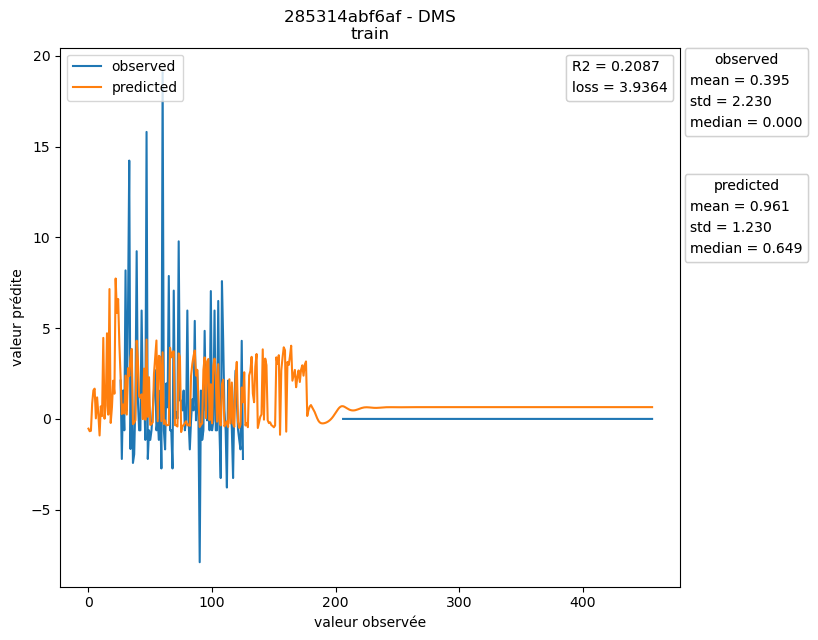 285314abf6af - DMS
train
observed
predicted
R2 = 0.2087
loss = 3.9364
observed
mean = 0.395
std = 2.230
median = 0.000
predicted
mean = 0.961
std = 1.230
median = 0.649
20
15
10
5
0
−5
valeur prédite
0 100 200 300 400
valeur observée